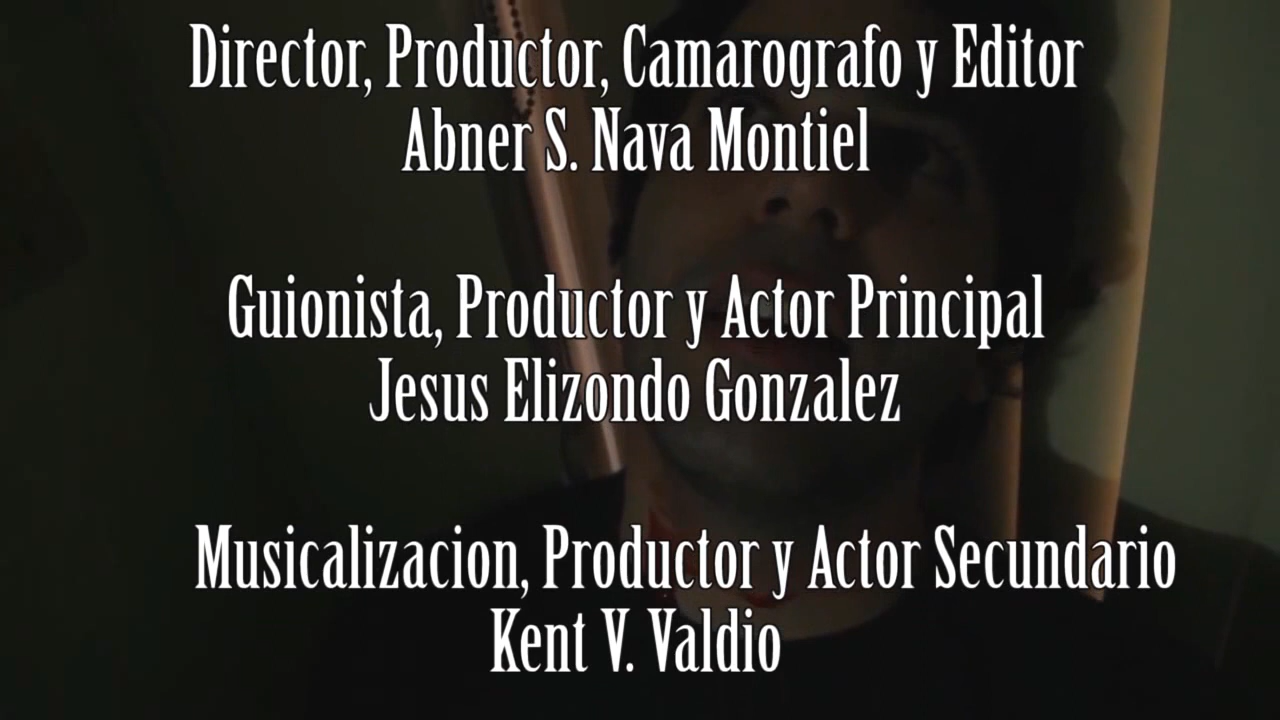 Director, Productor, Camarografo y Editor
Abner S. Nava Montiel
Guionista, Productor y Actor Principal
Jesus Elizondo Gonzalez
Musicalizacion, Productor y Actor Secundario
Kent V. Valdio